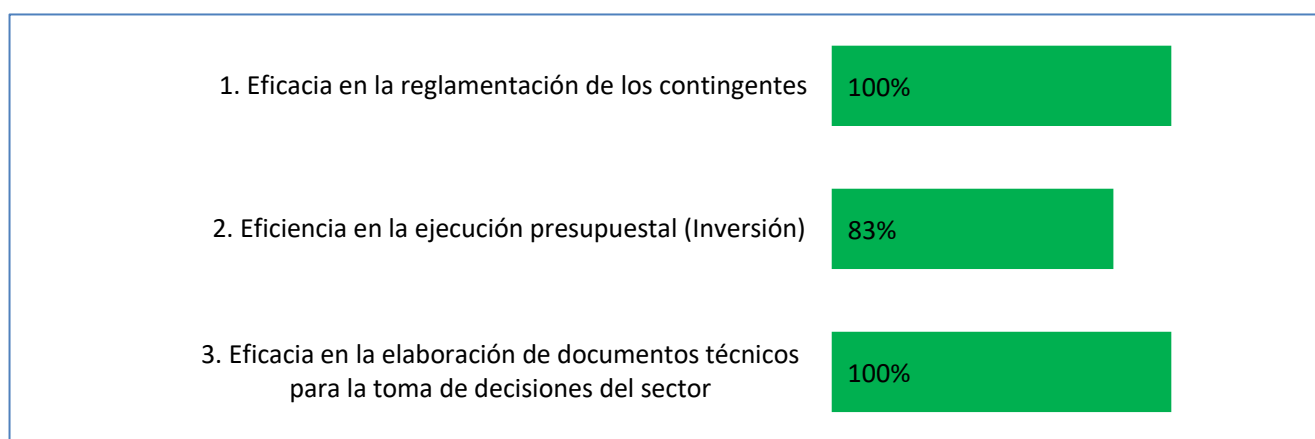 1. Eficacia en la reglamentación de los contingentes
100%
2. Eficiencia en la ejecución presupuestal (Inversión)
83%
3. Eficacia en la elaboración de documentos técnicos
para la toma de decisiones del sector
100%